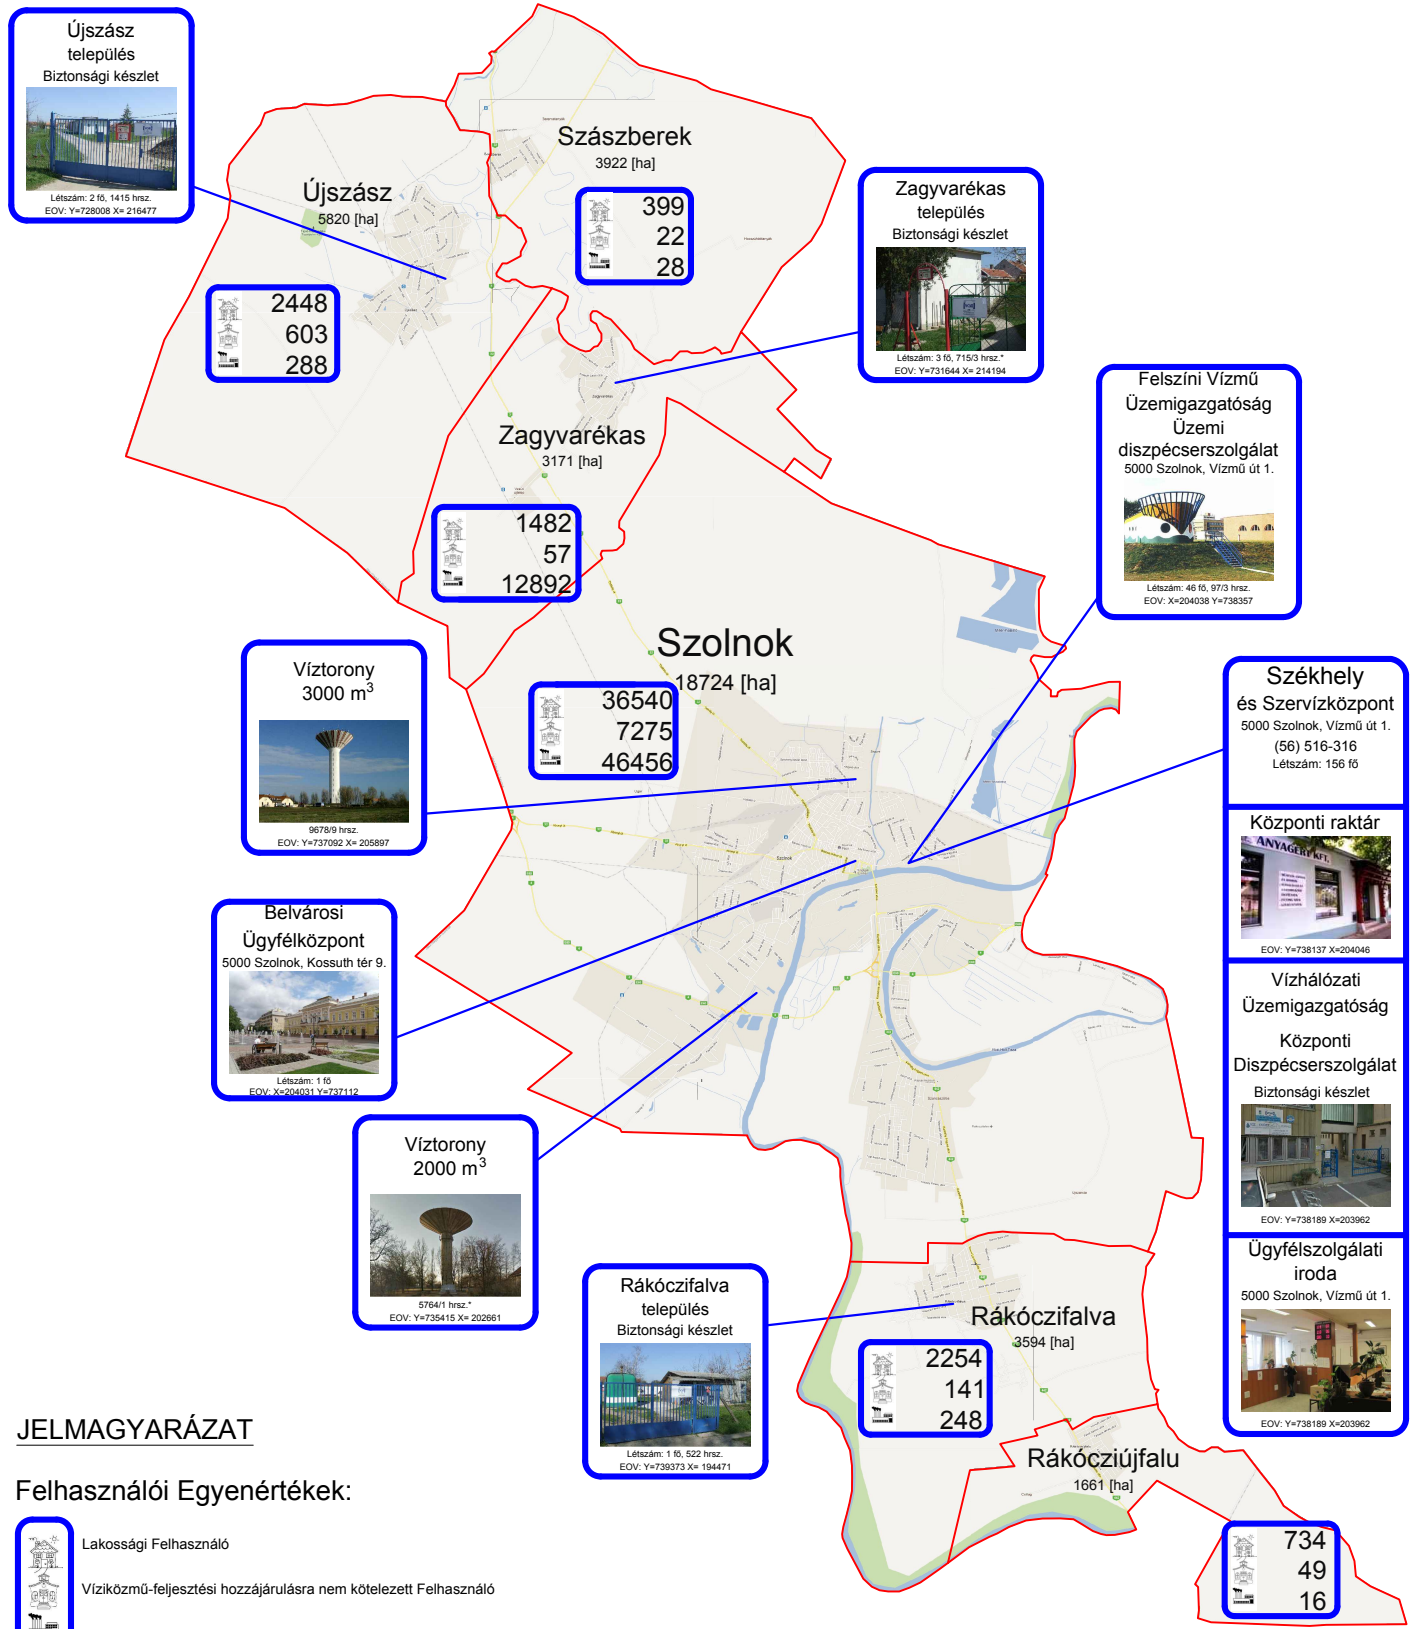 Újszász
település
Biztonsági készlet
Létszám: 2 fő, 1415 hrsz.
EOV: Y=728008 X= 216477
Szászberek
3922 [ha]
399
22
28
Újszász
5820 [ha]
2448
603
288
Zagyvarékas
település
Biztonsági készlet
Létszám: 3 fő, 715/3 hrsz.*
EOV: Y=731644 X= 214194
Zagyvarékas
3171 [ha]
1482
57
12892
Felszíni Vízmű
Üzemigazgatóság
Üzemi
diszpécserszolgálat
5000 Szolnok, Vízmű út 1.
Létszám: 46 fő, 97/3 hrsz.
EOV: X=204038 Y=738357
Szolnok
18724 [ha]
36540
7275
46456
Víztorony
3000 m³
9678/9 hrsz.
EOV: Y=737092 X= 205897
Székhely
és Szervízközpont
5000 Szolnok, Vízmű út 1.
(56) 516-316
Létszám: 156 fő
Központi raktár
ANYAGÉRT KFT.
EOV: Y=738137 X=204046
Vízhálózati
Üzemigazgatóság
Központi
Diszpécserszolgálat
Biztonsági készlet
EOV: Y=738189 X=203962
Ügyfélszolgálati
iroda
5000 Szolnok, Vízmű út 1.
EOV: Y=738189 X=203962
Szolnok
Belvárosi
Ügyfélközpont
5000 Szolnok, Kossuth tér 9.
Létszám: 1 fő
EOV: X=204031 Y=737112
Víztorony
2000 m³
5764/1 hrsz.*
EOV: Y=735415 X= 202661
Rákóczifalva
település
Biztonsági készlet
Létszám: 1 fő, 522 hrsz.
EOV: Y=739373 X= 194471
Rákóczifalva
3594 [ha]
2254
141
248
Rákócziújfalu
1661 [ha]
734
49
16
JELMAGYARÁZAT
Felhasználói Egyenértékek:
Lakossági Felhasználó
Víziközmű-feljesztési hozzájárulásra nem kötelezett Felhasználó